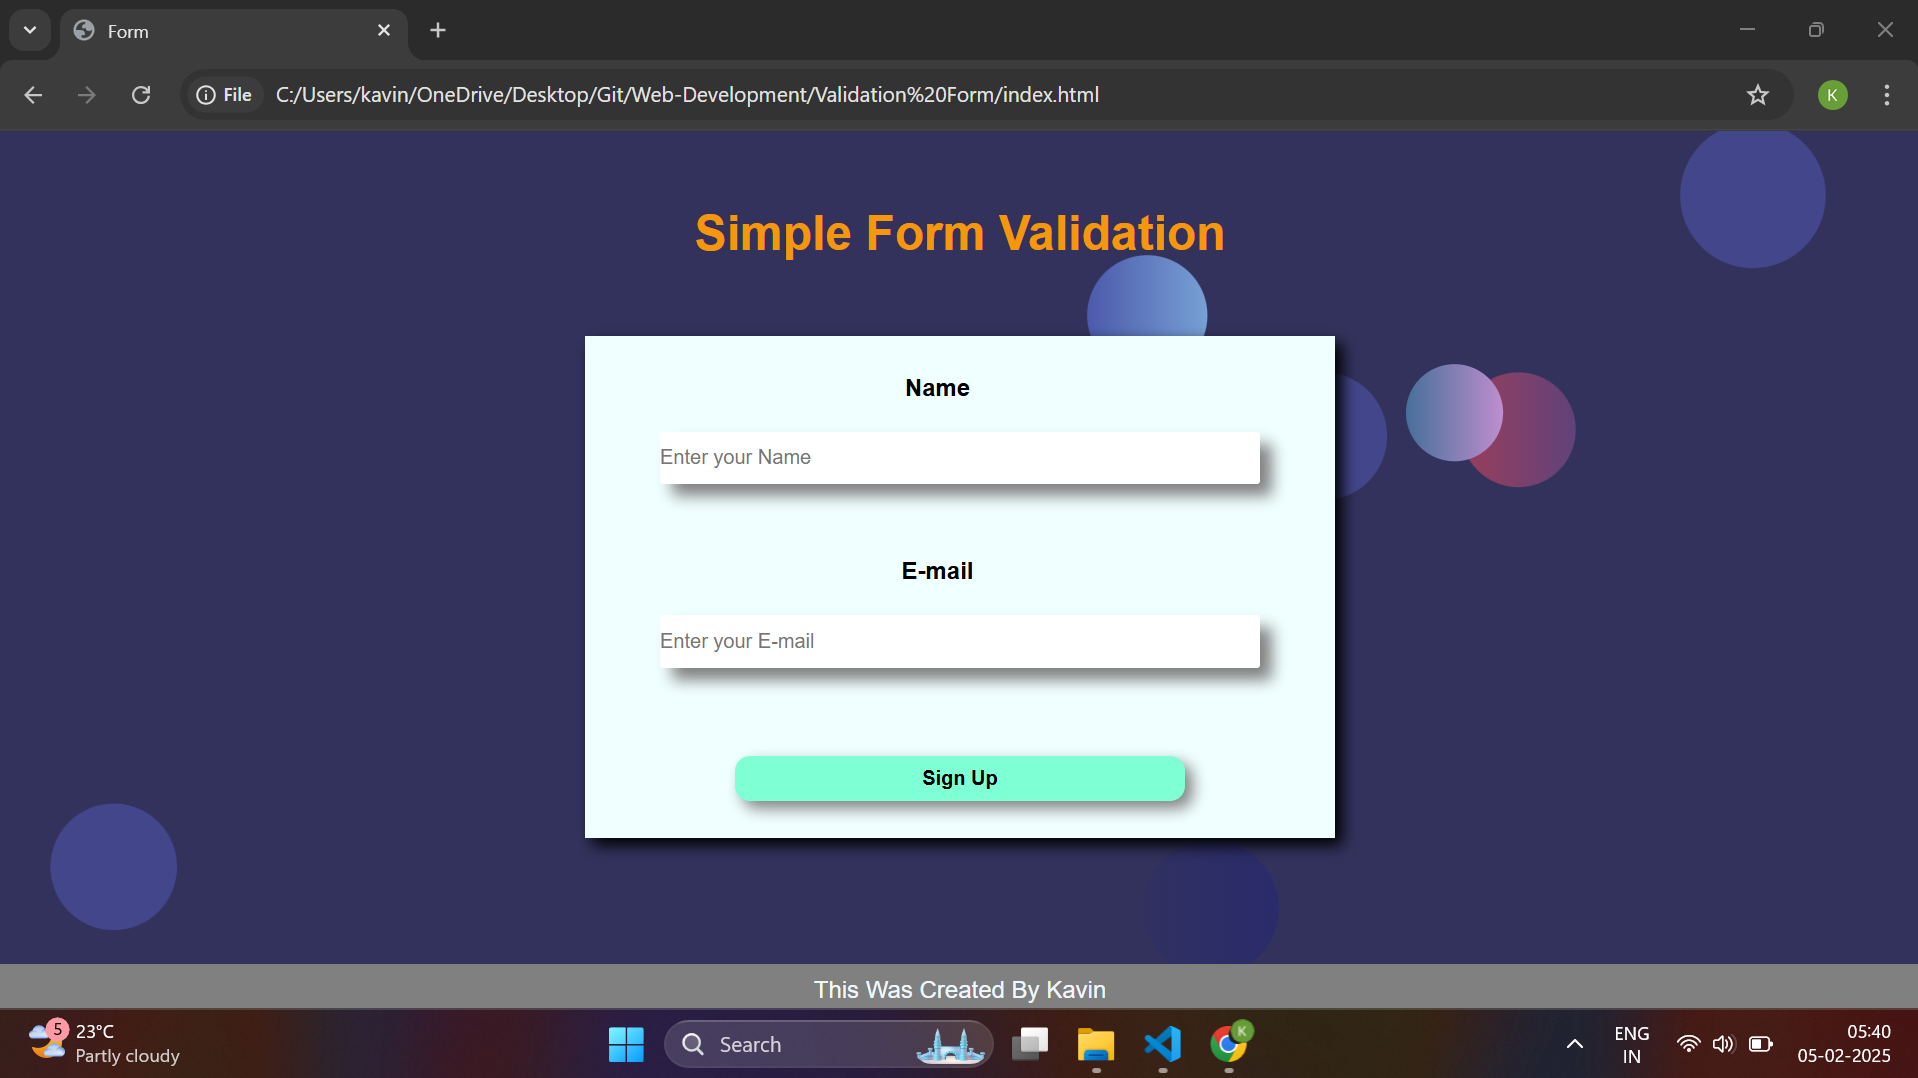 Form
File
C:/Users/kavin/OneDrive/Desktop/Git/Web-Development/Validation%20Form/index.html
K
Simple Form Validation
Name
Enter your Name
E-mail
Enter your E-mail
Sign Up
This Was Created By Kavin
5
23°C
Partly cloudy
Search
K
ENG
IN
05:40
05-02-2025